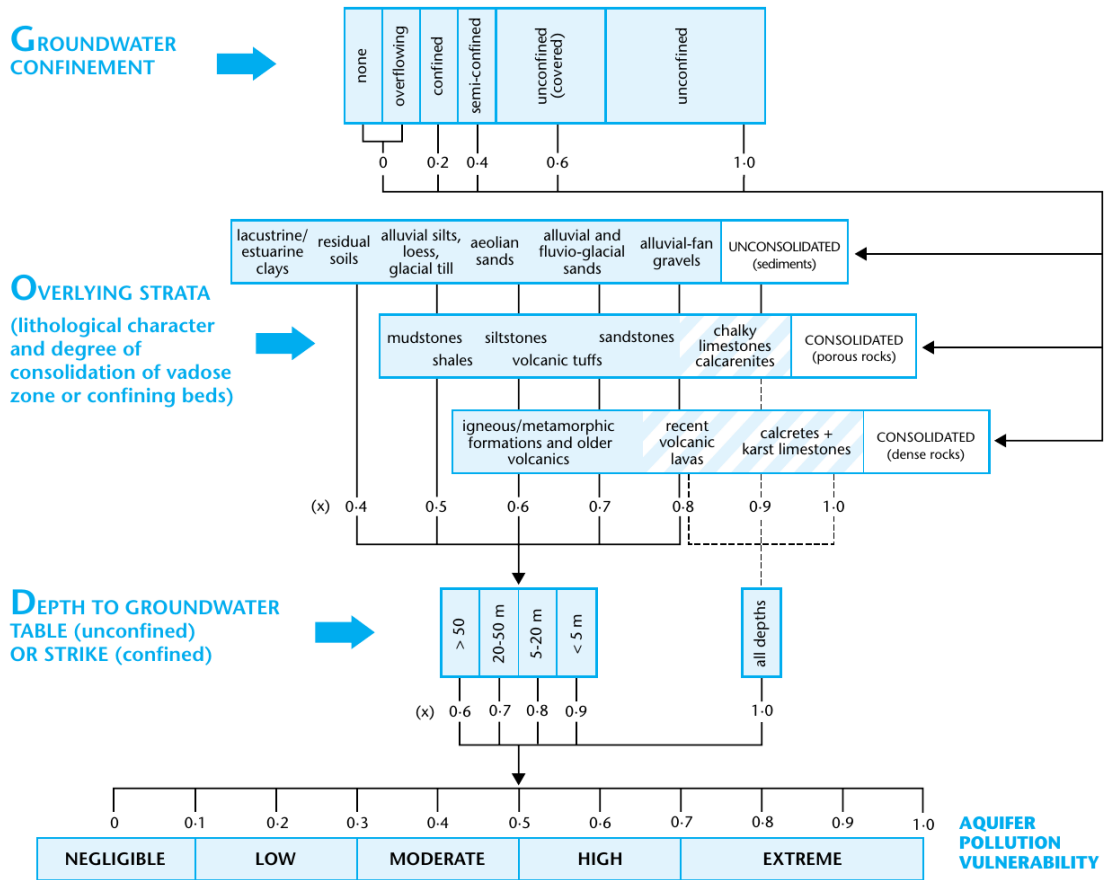 GROUNDWATER
CONFINEMENT
none
overflowing
confined
semi-confined
unconfined
(covered)
unconfined
0
0·2
0·4
0·6
1·0
lacustrine/
estuarine
clays
residual
soils
alluvial silts,
loess,
glacial till
aeolian
sands
alluvial and
fluvio-glacial
sands
alluvial-fan
gravels
UNCONSOLIDATED
(sediments)
OVERLYING STRATA
(lithological character
and degree of
consolidation of vadose
zone or confining beds)
mudstones
shales
siltstones
volcanic tuffs
sandstones
chalky
limestones
calcarenites
CONSOLIDATED
(porous rocks)
igneous/metamorphic
formations and older
volcanics
recent
volcanic
lavas
calcretes +
karst limestones
CONSOLIDATED
(dense rocks)
(x) 0·4 0·5 0·6 0·7 0·8 0·9 1·0
DEPTH TO GROUNDWATER
TABLE (unconfined)
OR STRIKE (confined)
> 50
20-50 m
5-20 m
< 5 m
all depths
(x) 0·6 0·7 0·8 0·9 1·0
0 0·1 0·2 0·3 0·4 0·5 0·6 0·7 0·8 0·9 1·0
NEGLIGIBLE LOW MODERATE HIGH EXTREME
AQUIFER
POLLUTION
VULNERABILITY